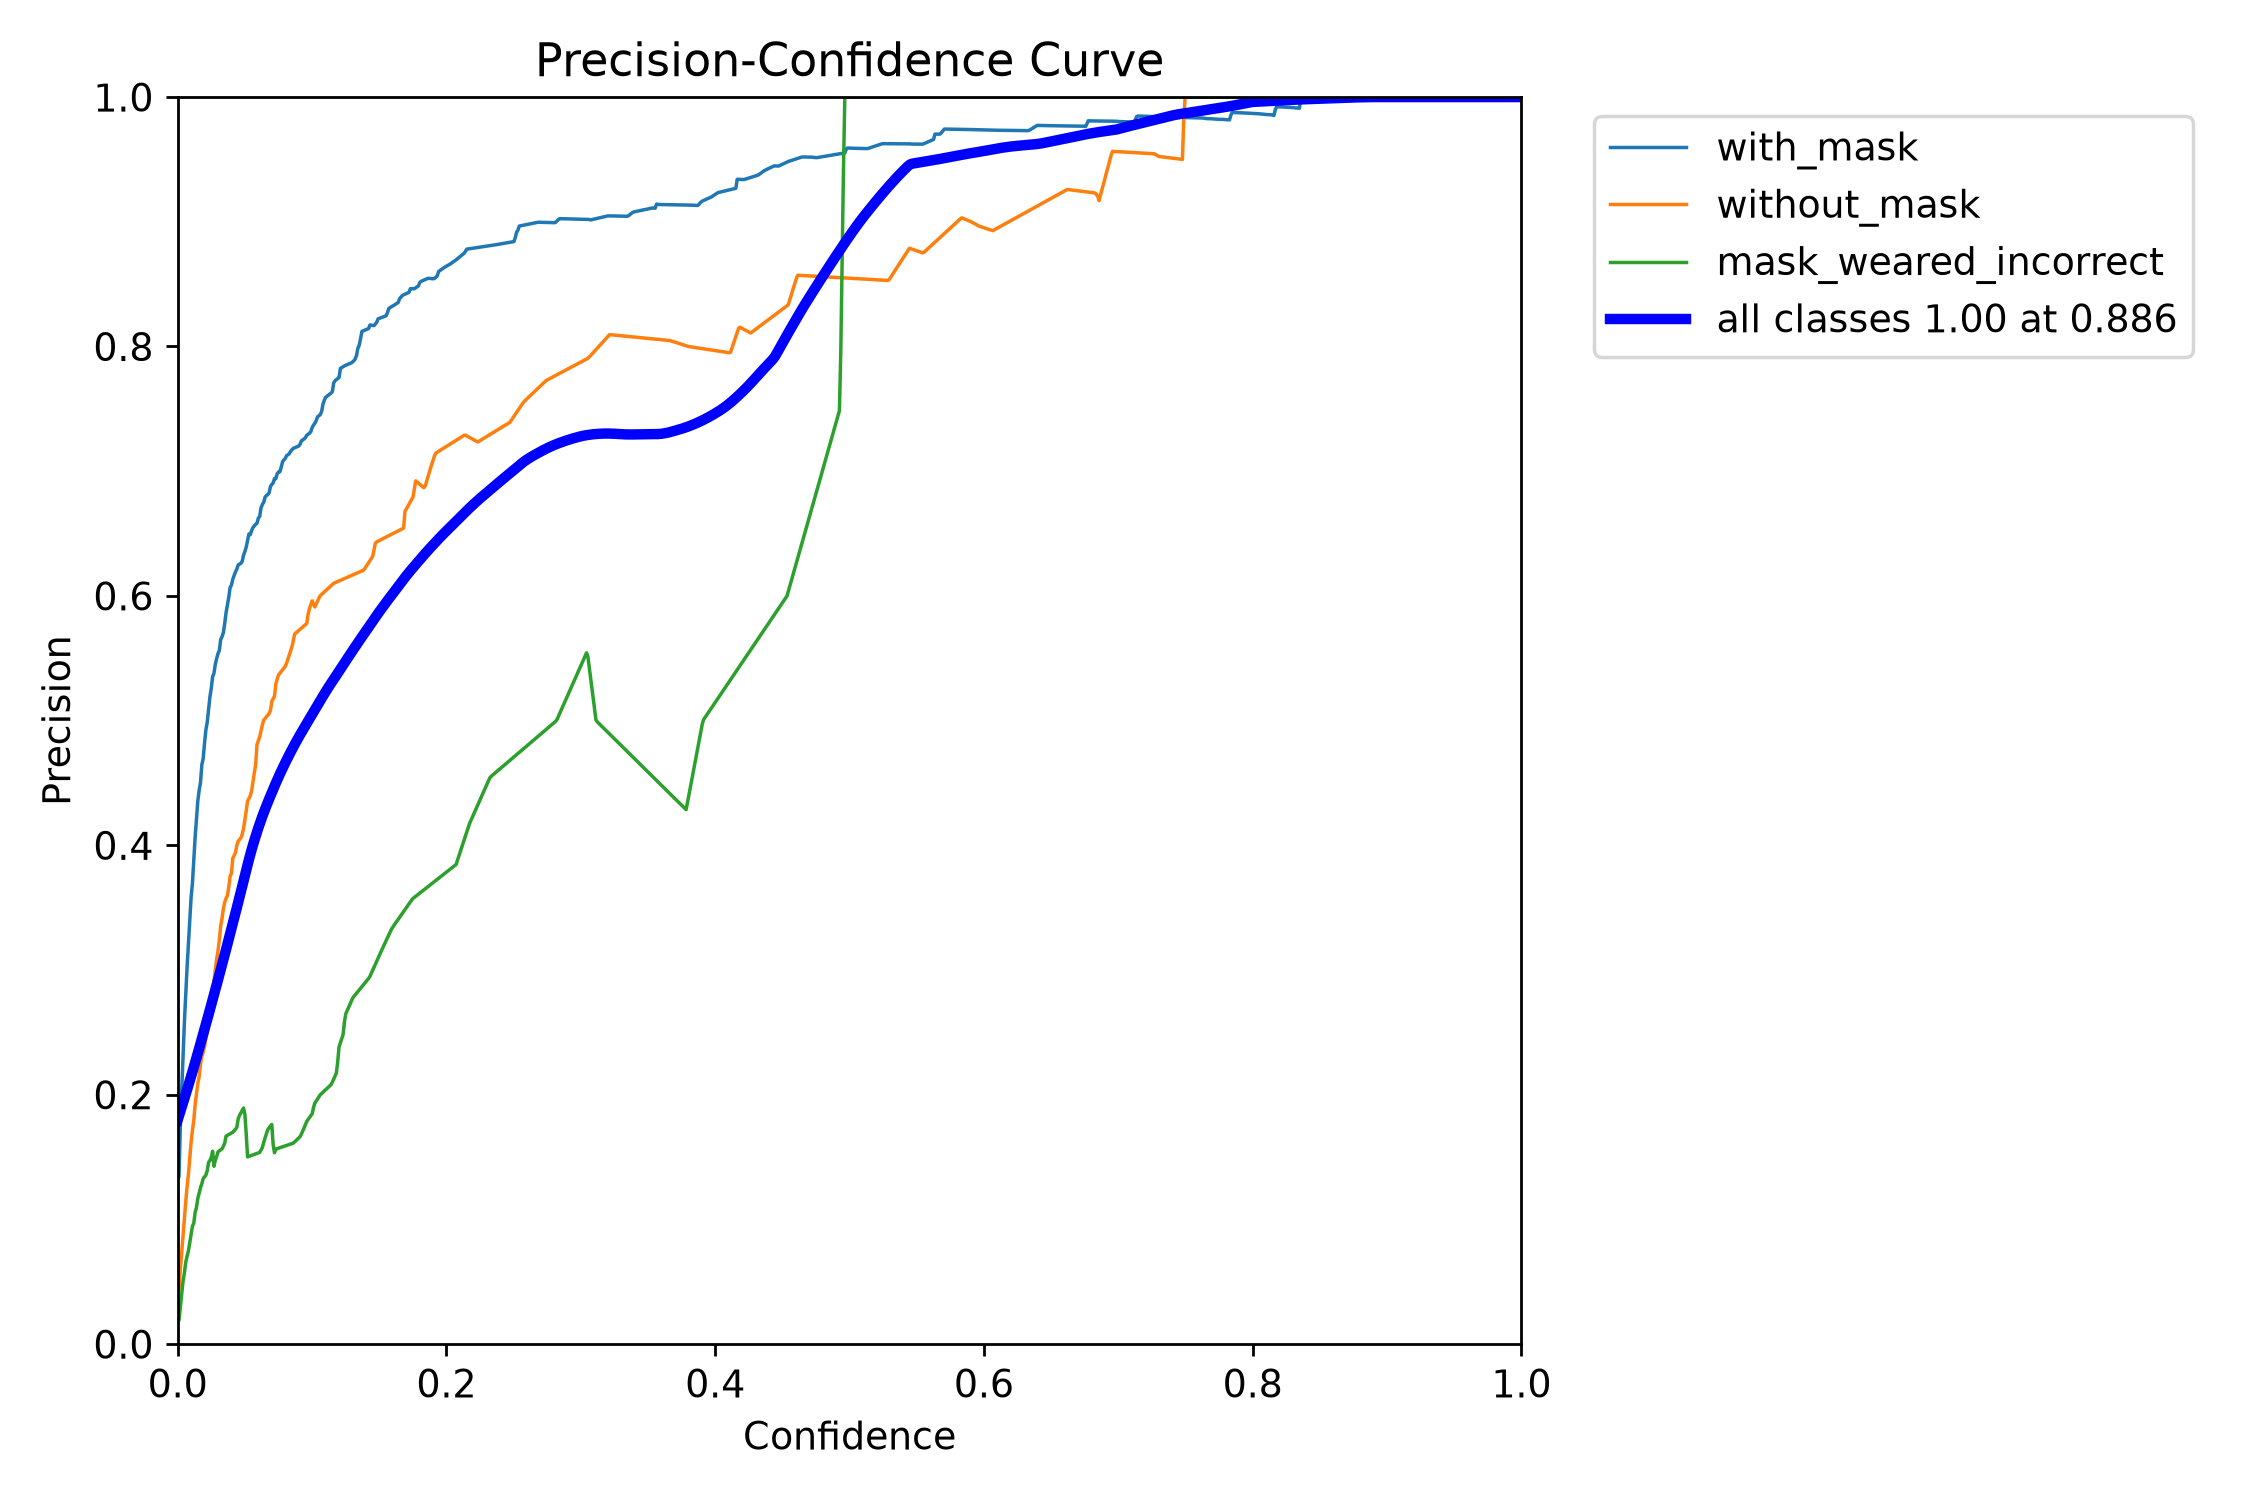 Precision-Confidence Curve
1.0
0.8
0.6
0.4
0.2
0.0
Precision
0.0 0.2 0.4 0.6 0.8 1.0
Confidence
with_mask
without_mask
mask_weared_incorrect
all classes 1.00 at 0.886